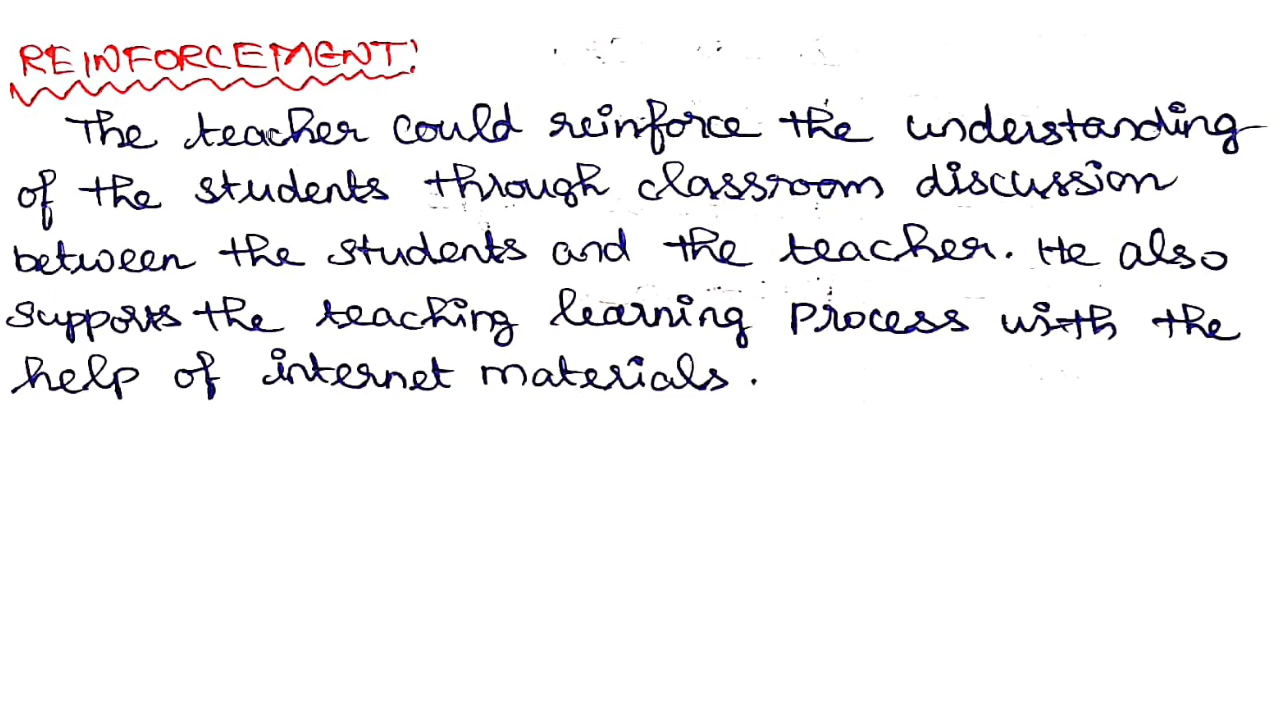 REINFORCEMENT:
The teacher could reinforce the understanding
of the students through classroom discussion
between the students and the teacher. He also
supports the teaching learning process with the
help of internet materials.